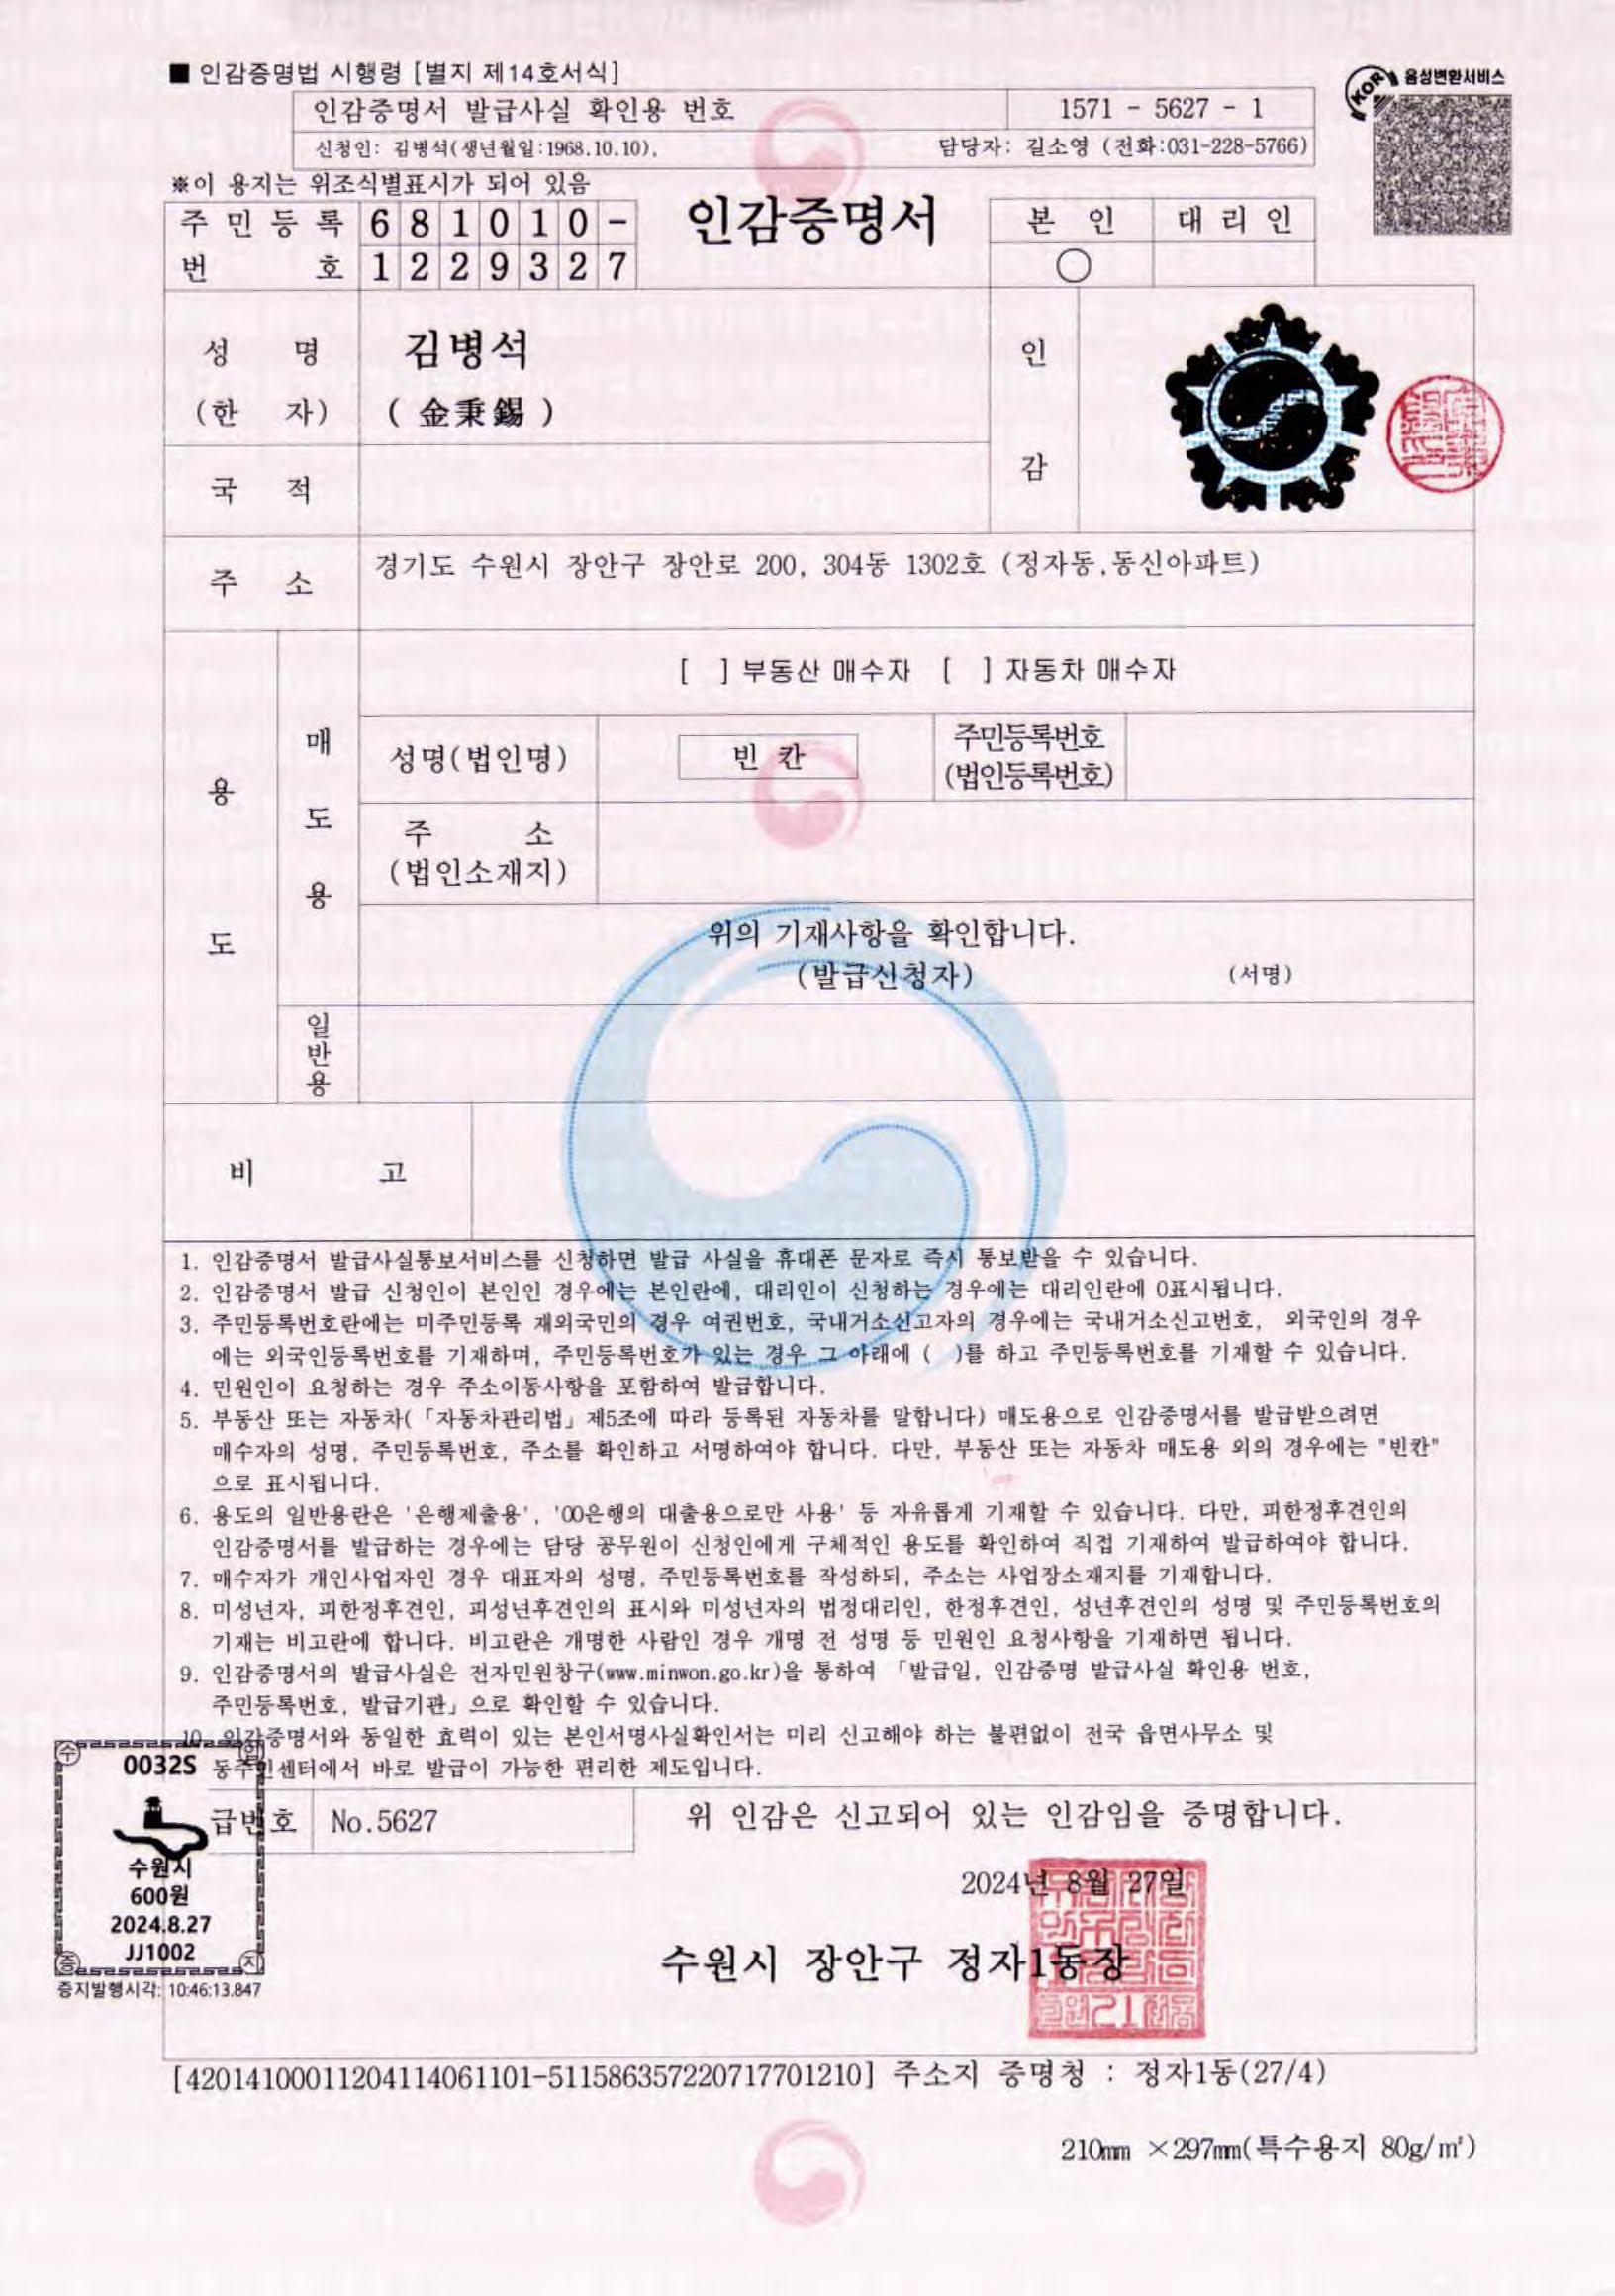 ■ 인감증명법 시행령 [별지 제14호서식]
음성변환서비스
KOR
인감증명서 발급사실 확인용 번호 1571 - 5627 - 1
신청인: 김병석(생년월일:1968.10.10), 담당자: 길소영 (전화:031-228-5766)
※이 용지는 위조식별표시가 되어 있음
주민등록 681010-
번 호 1229327
인감증명서
본 인 대 리 인
○
성 명 김병석
(한 자) (金秉錫)
인
감
국 적
주 소 경기도 수원시 장안구 장안로 200, 304동 1302호 (정자동,동신아파트)
용
도
매
도
용
[ ] 부동산 매수자 [ ] 자동차 매수자
성명(법인명) 빈 칸 주민등록번호
(법인등록번호)
주 소
(법인소재지)
위의 기재사항을 확인합니다.
(발급신청자) (서명)
일
반
용
비 고
1. 인감증명서 발급사실통보서비스를 신청하면 발급 사실을 휴대폰 문자로 즉시 통보받을 수 있습니다.
2. 인감증명서 발급 신청인이 본인인 경우에는 본인란에, 대리인이 신청하는 경우에는 대리인란에 0표시됩니다.
3. 주민등록번호란에는 미주민등록 재외국민의 경우 여권번호, 국내거소신고자의 경우에는 국내거소신고번호, 외국인의 경우
에는 외국인등록번호를 기재하며, 주민등록번호가 있는 경우 그 아래에 ( )를 하고 주민등록번호를 기재할 수 있습니다.
4. 민원인이 요청하는 경우 주소이동사항을 포함하여 발급합니다.
5. 부동산 또는 자동차(「자동차관리법」제5조에 따라 등록된 자동차를 말합니다) 매도용으로 인감증명서를 발급받으려면
매수자의 성명, 주민등록번호, 주소를 확인하고 서명하여야 합니다. 다만, 부동산 또는 자동차 매도용 외의 경우에는 "빈칸"
으로 표시됩니다.
6. 용도의 일반용란은 '은행제출용', '00은행의 대출용으로만 사용' 등 자유롭게 기재할 수 있습니다. 다만, 피한정후견인의
인감증명서를 발급하는 경우에는 담당 공무원이 신청인에게 구체적인 용도를 확인하여 직접 기재하여 발급하여야 합니다.
7. 매수자가 개인사업자인 경우 대표자의 성명, 주민등록번호를 작성하되, 주소는 사업장소재지를 기재합니다.
8. 미성년자, 피한정후견인, 피성년후견인의 표시와 미성년자의 법정대리인, 한정후견인, 성년후견인의 성명 및 주민등록번호의
기재는 비고란에 합니다. 비고란은 개명한 사람인 경우 개명 전 성명 등 민원인 요청사항을 기재하면 됩니다.
9. 인감증명서의 발급사실은 전자민원창구(www.minwon.go.kr)을 통하여 「발급일, 인감증명 발급사실 확인용 번호,
주민등록번호, 발급기관」으로 확인할 수 있습니다.
10. 인감증명서와 동일한 효력이 있는 본인서명사실확인서는 미리 신고해야 하는 불편없이 전국 읍면사무소 및
동주민센터에서 바로 발급이 가능한 편리한 제도입니다.
급번호 No.5627
위 인감은 신고되어 있는 인감임을 증명합니다.
2024년 8월 27일
수원시 장안구 정자1동장
수 입
0032S
수원시
600원
2024.8.27
JJ1002
증 지
증지발행시각: 10:46:13.847
[42014100011204114061101-511586357220717701210] 주소지 증명청 : 정자1동(27/4)
210mm ×297mm(특수용지 80g/㎡)